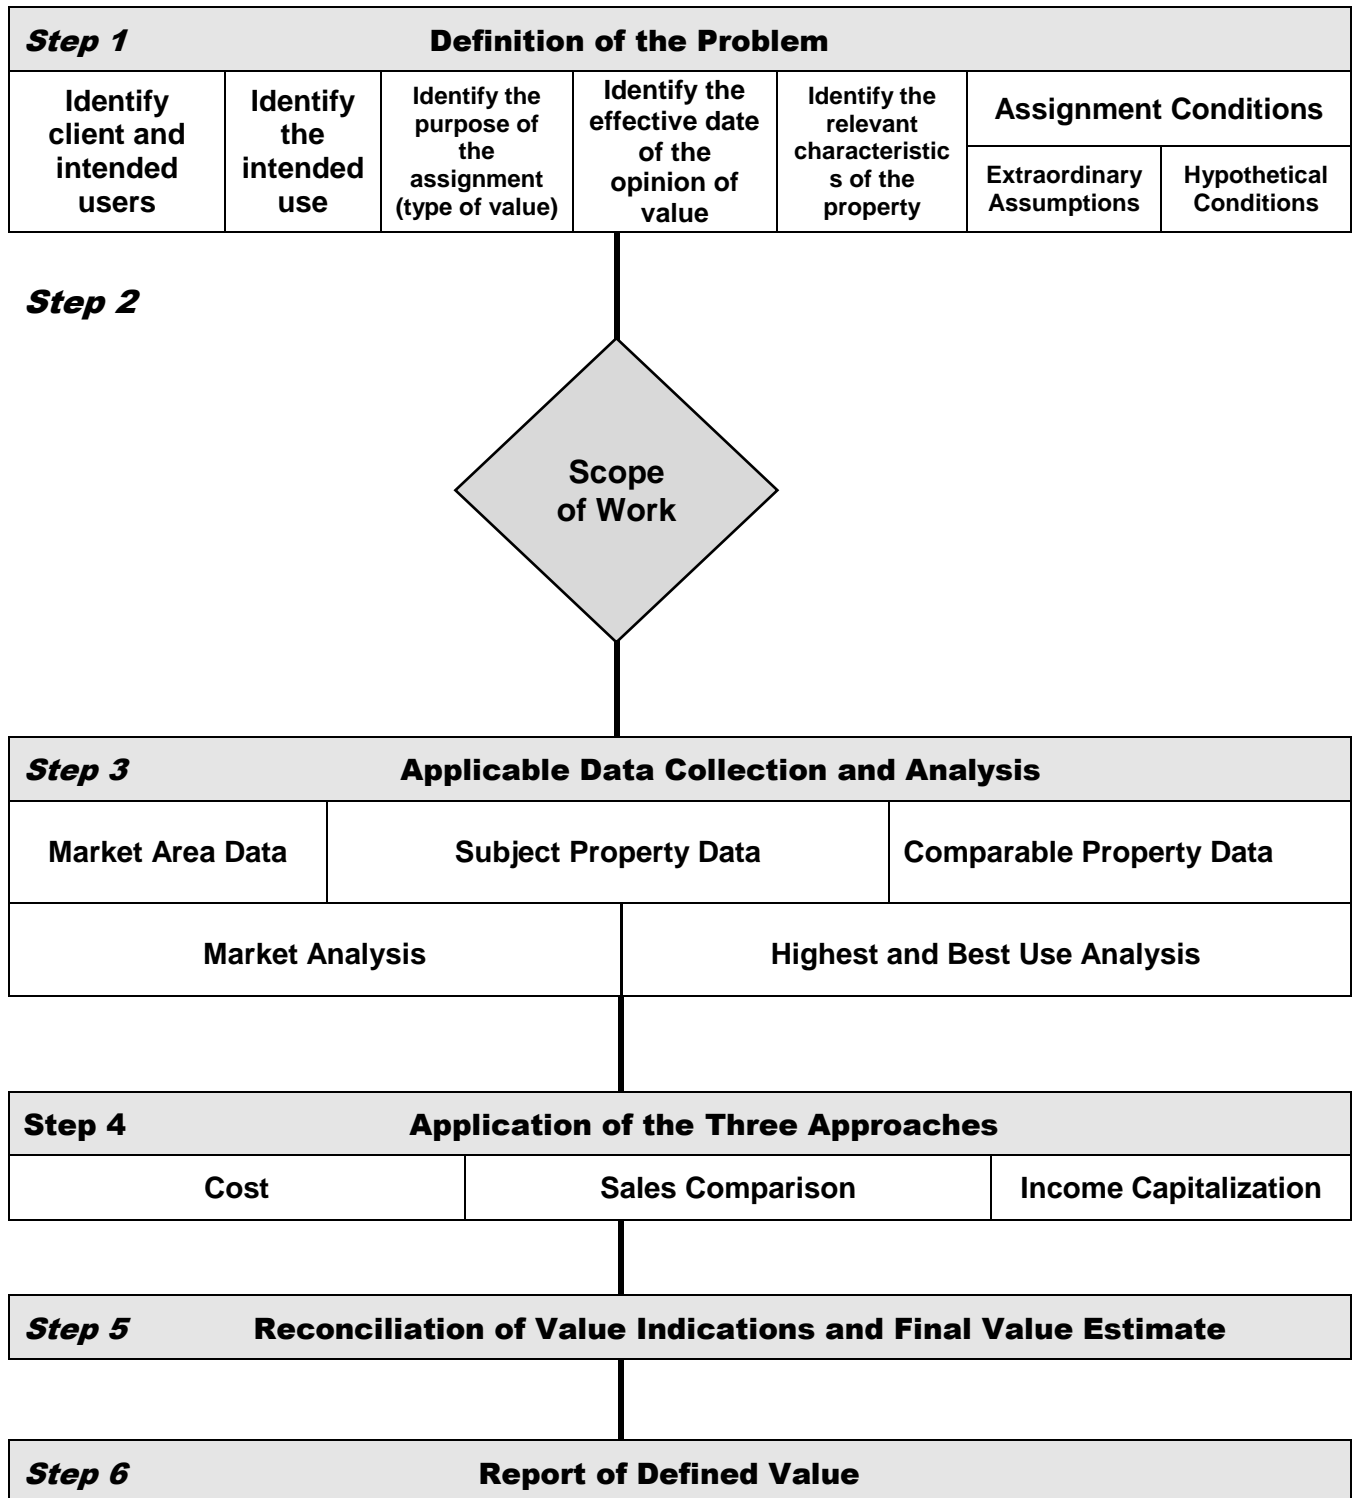 Step 1 Definition of the Problem
Identify
client and
intended
users
Identify
the
intended
use
Identify the
purpose of
the
assignment
(type of value)
Identify the
effective date
of the
opinion of
value
Identify the
relevant
characteristic
s of the
property
Assignment Conditions
Extraordinary
Assumptions
Hypothetical
Conditions
Step 2
Scope
of Work
Step 3 Applicable Data Collection and Analysis
Market Area Data
Subject Property Data
Comparable Property Data
Market Analysis
Highest and Best Use Analysis
Step 4 Application of the Three Approaches
Cost
Sales Comparison
Income Capitalization
Step 5 Reconciliation of Value Indications and Final Value Estimate
Step 6 Report of Defined Value